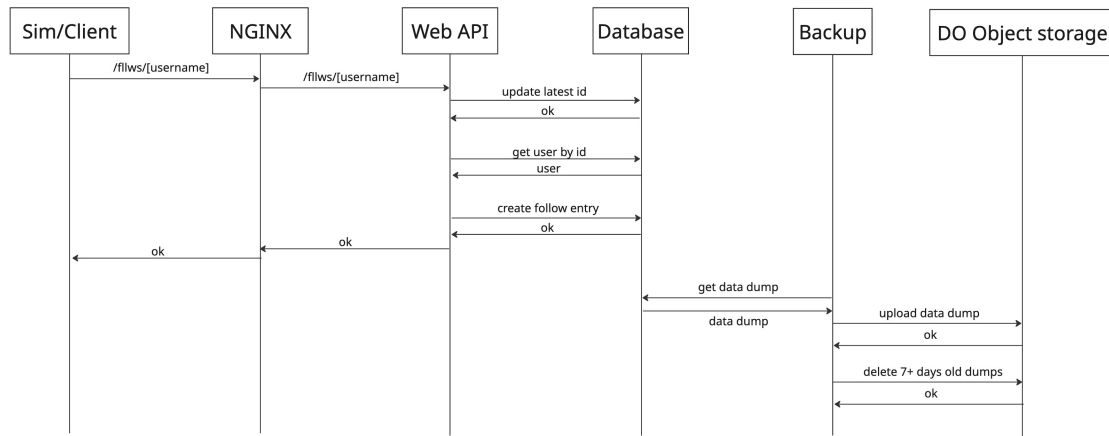 Sim/Client
NGINX
Web API
Database
Backup
DO Object storage
/fllws/[username]
/fllws/[username]
update latest id
ok
get user by id
user
create follow entry
ok
ok
ok
get data dump
data dump
upload data dump
ok
delete 7+ days old dumps
ok